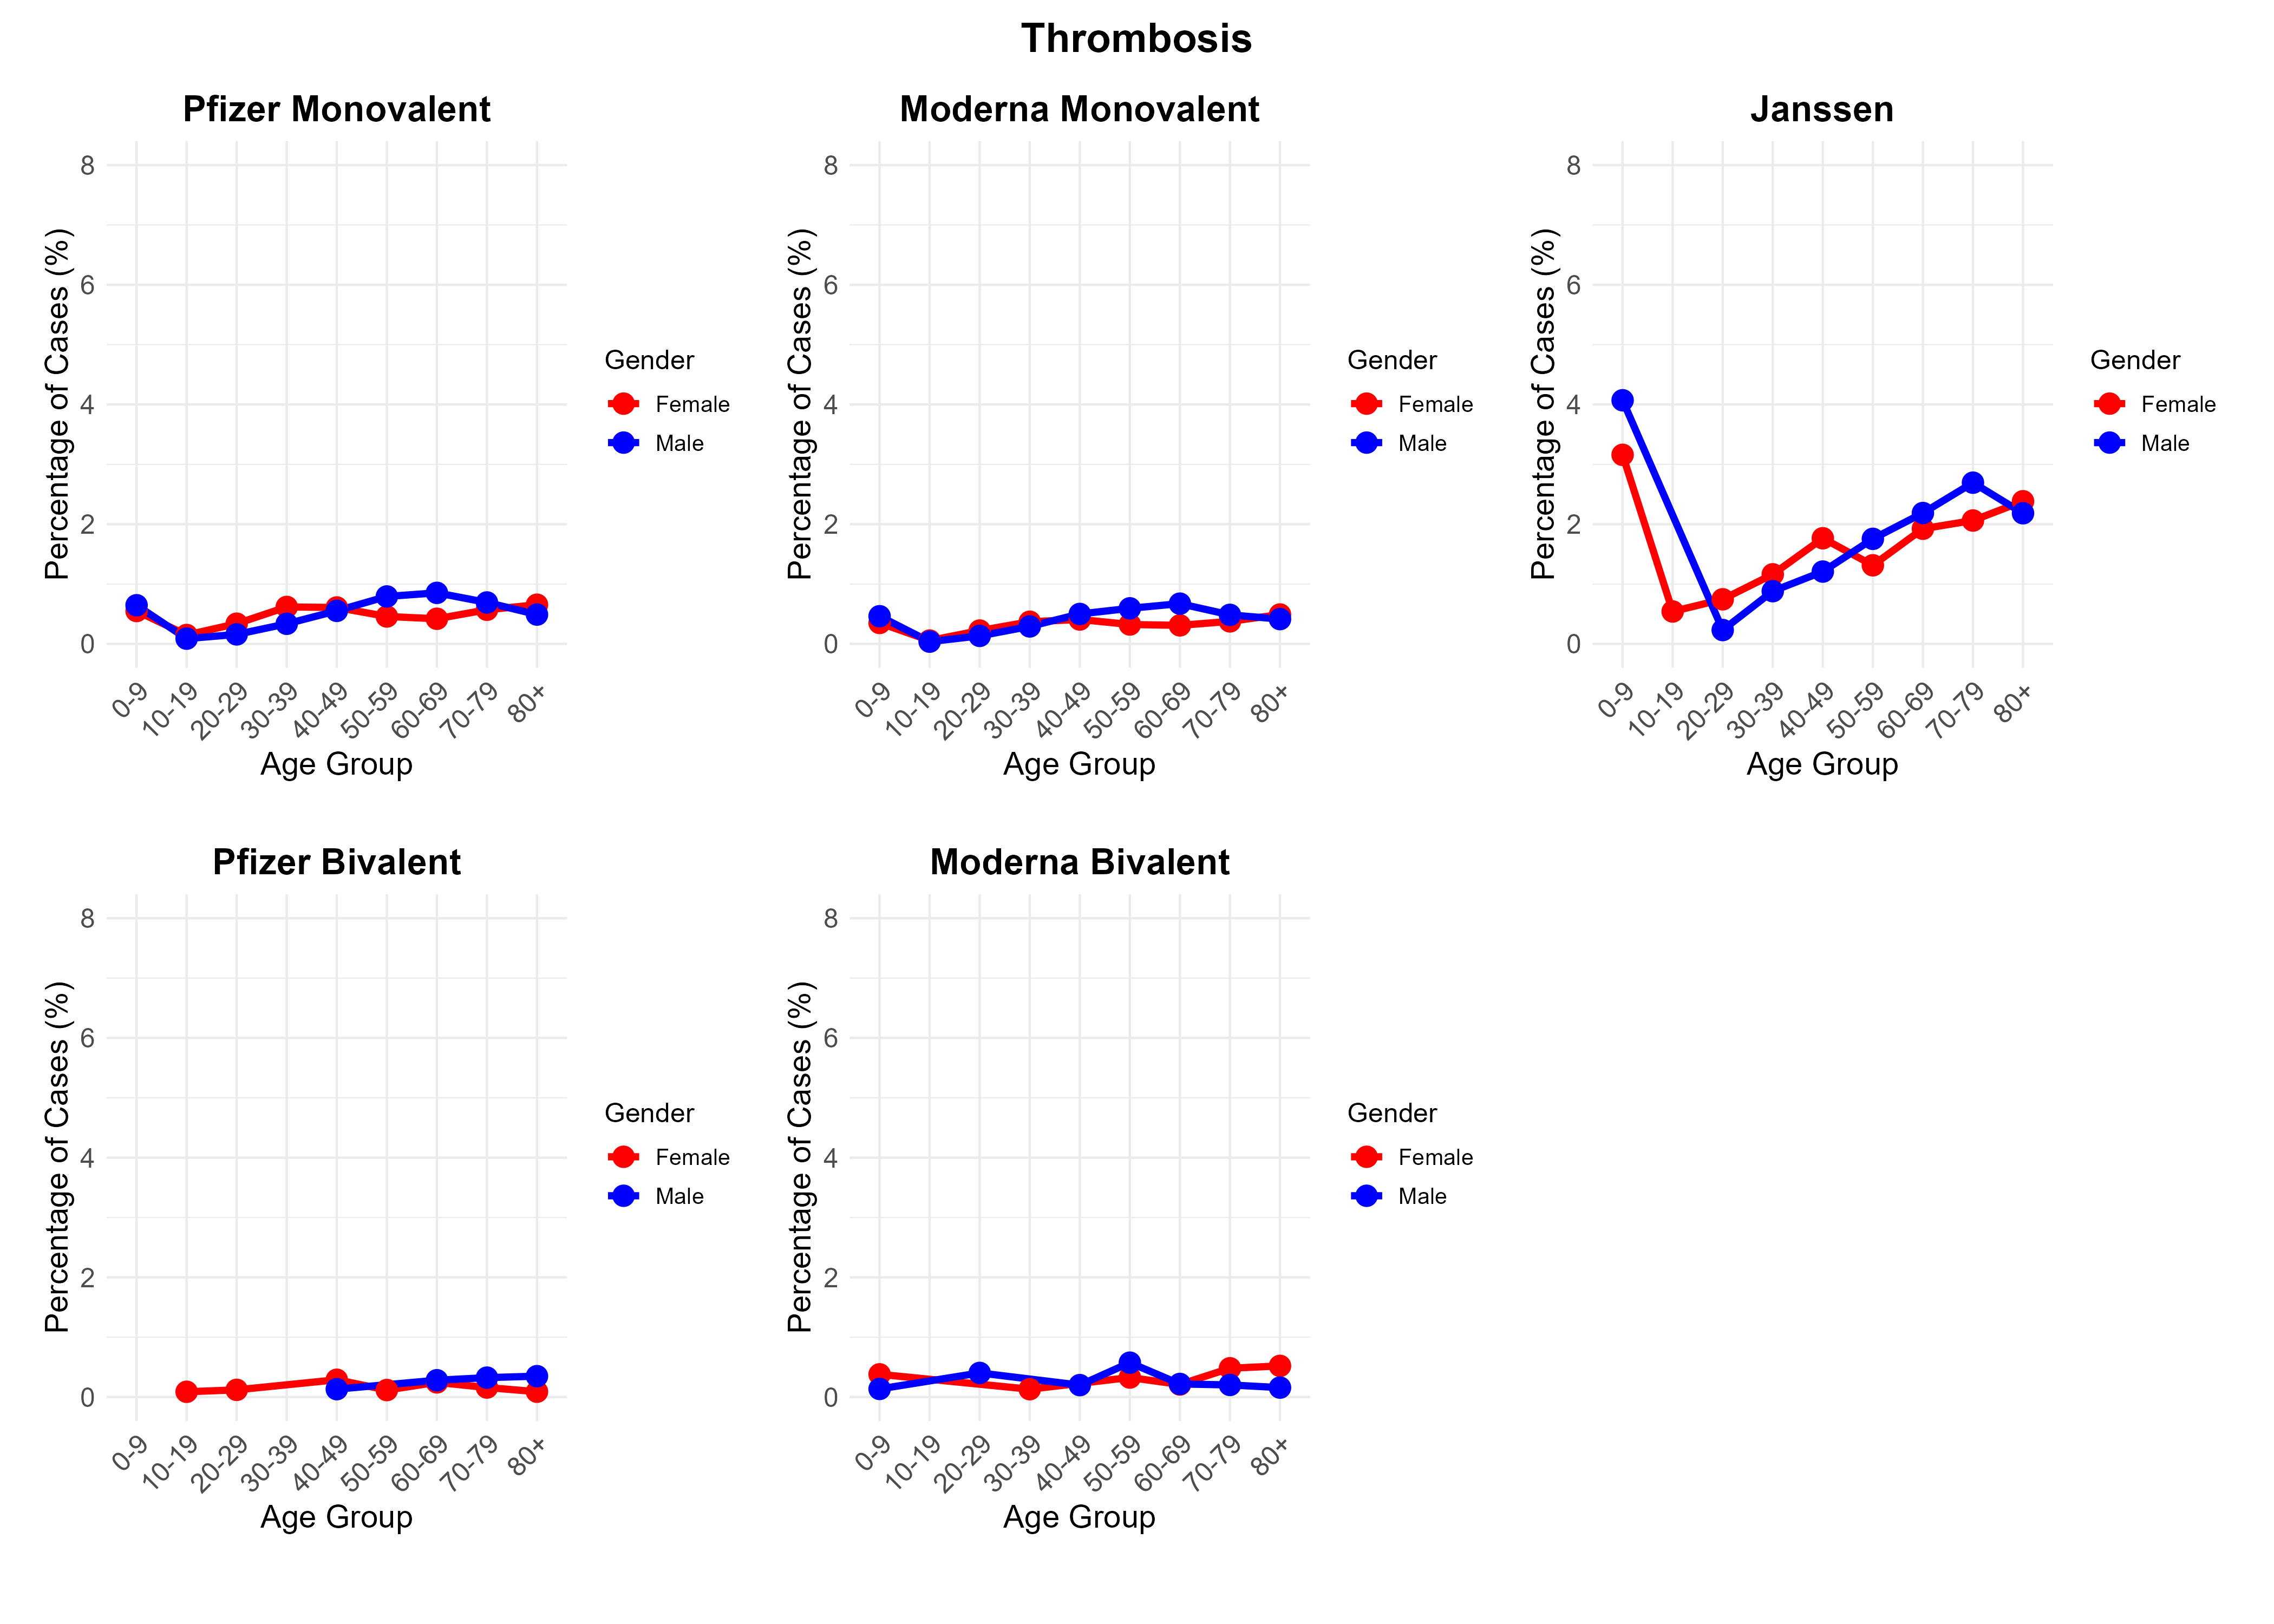 Thrombosis
Pfizer Monovalent
Percentage of Cases (%)
8
6
4
2
0
0-9
10-19
20-29
30-39
40-49
50-59
60-69
70-79
80+
Age Group
Gender
Female
Male
Moderna Monovalent
Percentage of Cases (%)
8
6
4
2
0
0-9
10-19
20-29
30-39
40-49
50-59
60-69
70-79
80+
Age Group
Gender
Female
Male
Janssen
Percentage of Cases (%)
8
6
4
2
0
0-9
10-19
20-29
30-39
40-49
50-59
60-69
70-79
80+
Age Group
Gender
Female
Male
Pfizer Bivalent
Percentage of Cases (%)
8
6
4
2
0
0-9
10-19
20-29
30-39
40-49
50-59
60-69
70-79
80+
Age Group
Gender
Female
Male
Moderna Bivalent
Percentage of Cases (%)
8
6
4
2
0
0-9
10-19
20-29
30-39
40-49
50-59
60-69
70-79
80+
Age Group
Gender
Female
Male